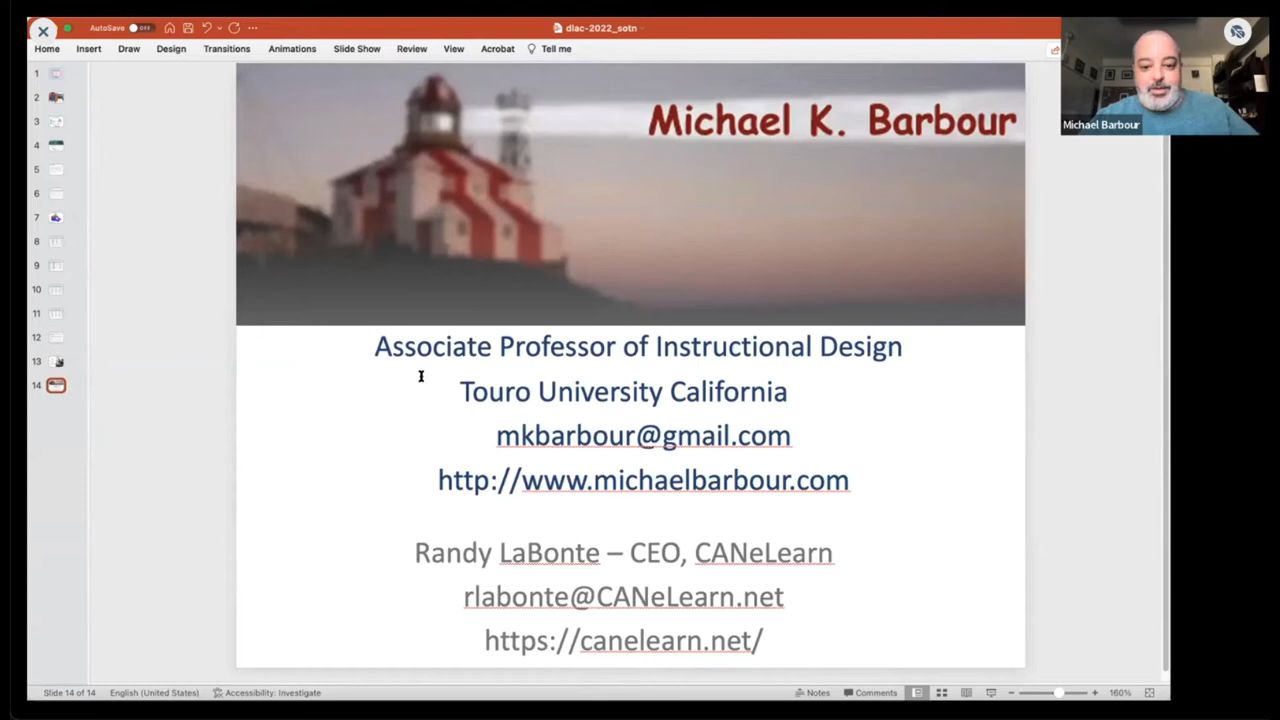 AutoSave OFF
dlac-2022_sotn
Home Insert Draw Design Transitions Animations Slide Show Review View Acrobat Tell me
Michael K. Barbour
Michael Barbour
1
2
3
4
5
6
7
8
9
10
11
12
13
14
Associate Professor of Instructional Design
Touro University California
mkbarbour@gmail.com
http://www.michaelbarbour.com
Randy LaBonte – CEO, CANeLearn
rlabonte@CANeLearn.net
https://canelearn.net/
Slide 14 of 14 English (United States) Accessibility: Investigate Notes Comments 160%